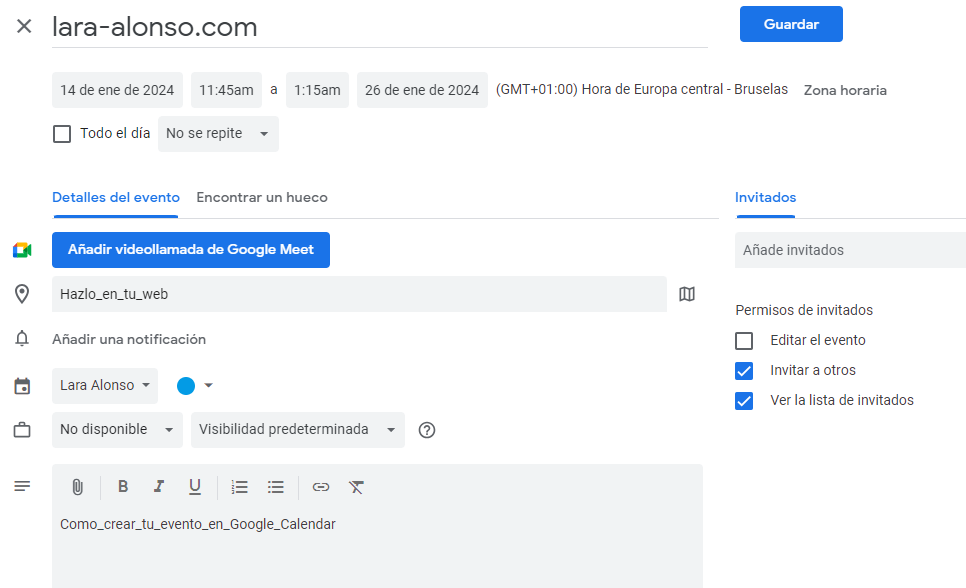 lara-alonso.com
Guardar
14 de ene de 2024 11:45am a 1:15am 26 de ene de 2024 (GMT+01:00) Hora de Europa central - Bruselas Zona horaria
Todo el día No se repite
Detalles del evento Encontrar un hueco
Invitados
Añadir videollamada de Google Meet
Añade invitados
Hazlo_en_tu_web
Permisos de invitados
Añadir una notificación
Editar el evento
Invitar a otros
Lara Alonso
Ver la lista de invitados
No disponible Visibilidad predeterminada
B I U
Como_crear_tu_evento_en_Google_Calendar